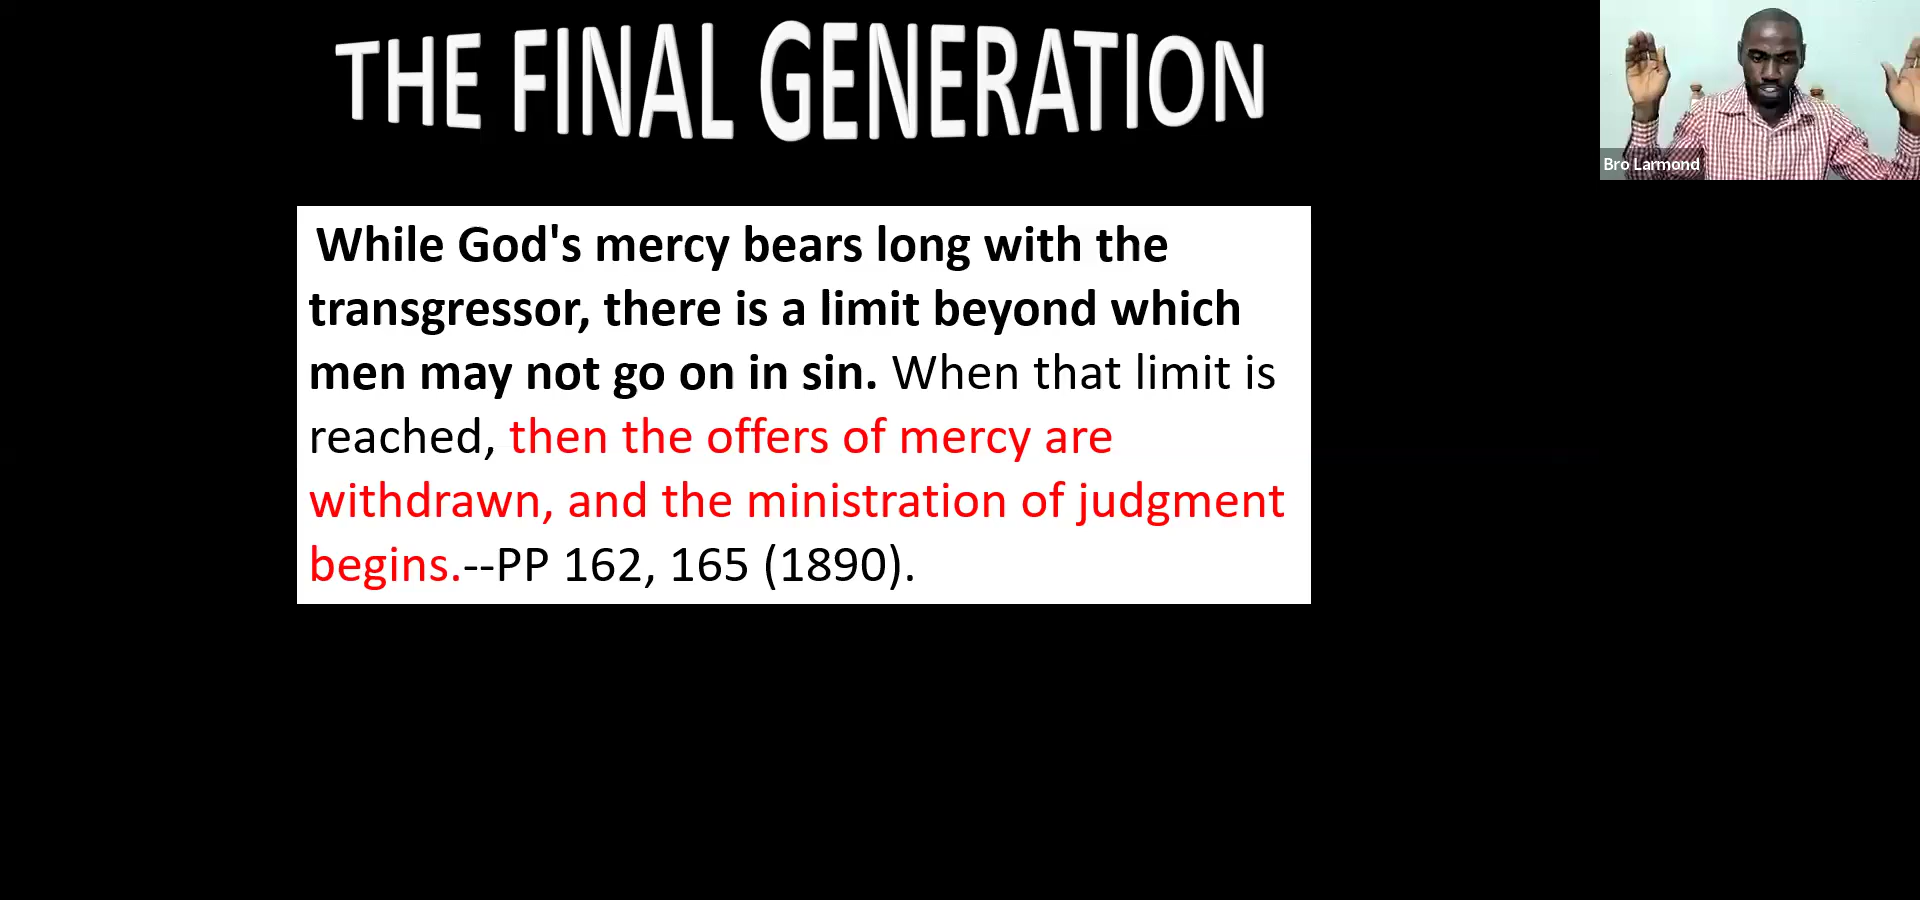 THE FINAL GENERATION
Bro Larmond
While God's mercy bears long with the
transgressor, there is a limit beyond which
men may not go on in sin. When that limit is
reached, then the offers of mercy are
withdrawn, and the ministration of judgment
begins.--PP 162, 165 (1890).